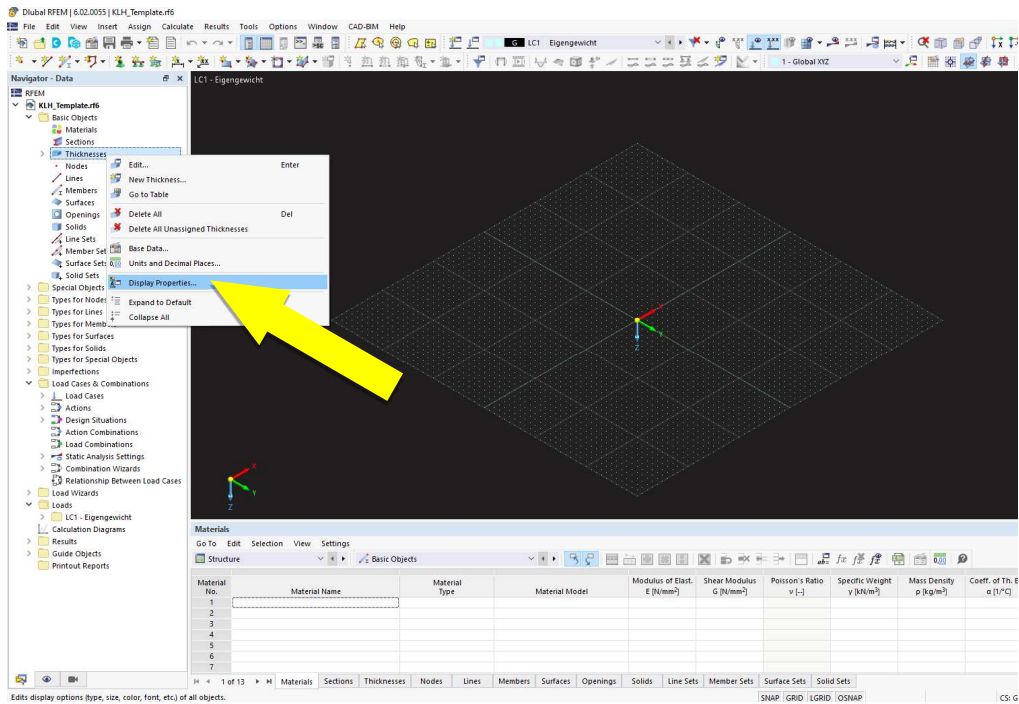 Dlubal RFEM | 6.02.0055 | KLH_Template.rf6
File Edit View Insert Assign Calculate Results Tools Options Window CAD-BIM Help
G LC1 Eigengewicht
1 - Global XYZ
Navigator - Data
LC1 - Eigengewicht
RFEM
KLH_Template.rf6
Basic Objects
Materials
Sections
Thicknesses
Nodes
Lines
Members
Surfaces
Openings
Solids
Line Sets
Member Set
Surface Sets
Solid Sets
Special Objects
Types for Nodes
Types for Lines
Types for Memb
Types for Surfaces
Types for Solids
Types for Special Objects
Imperfections
Load Cases & Combinations
Load Cases
Actions
Design Situations
Action Combinations
Load Combinations
Static Analysis Settings
Combination Wizards
Relationship Between Load Cases
Load Wizards
Loads
LC1 - Eigengewicht
Calculation Diagrams
Results
Guide Objects
Printout Reports
Edit... Enter
New Thickness...
Go to Table
Delete All Del
Delete All Unassigned Thicknesses
Base Data...
Units and Decimal Places...
Display Properties...
Expand to Default
Collapse All
X
Y
Z
X
Y
Z
Materials
Go To Edit Selection View Settings
Structure Basic Objects
Material Material Modulus of Elast. Shear Modulus Poisson's Ratio Specific Weight Mass Density Coeff. of Th. E
No. Material Name Type Material Model E [N/mm²] G [N/mm²] ν [--] γ [kN/m³] ρ [kg/m³] α [1/°C]
1
2
3
4
5
6
7
1 of 13 Materials Sections Thicknesses Nodes Lines Members Surfaces Openings Solids Line Sets Member Sets Surface Sets Solid Sets
Edits display options (type, size, color, font, etc.) of all objects. SNAP GRID LGRID OSNAP CS: G